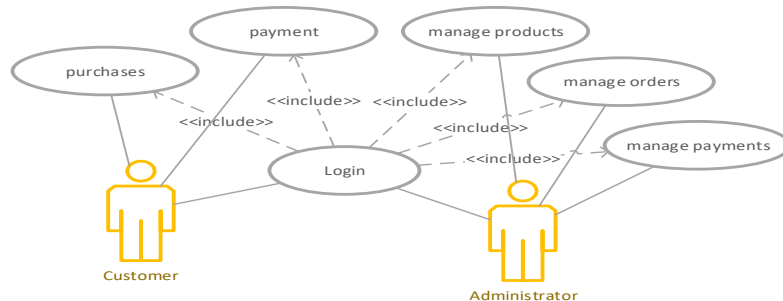 payment
manage products
purchases
manage orders
<<include>>
<<include>>
<<include>>
<<include>>
manage payments
<<include>>
Login
Customer
Administrator